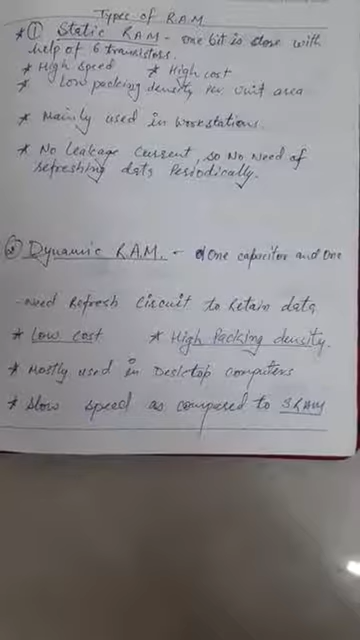 Types of RAM
* ① Static RAM - one bit is store with
help of 6 transistors.
* High speed * High cost
* Low packing density Per unit area
* Mainly used in workstations.
* No Leakage current, so No Need of
refreshing data Periodically.
② Dynamic RAM. - One capacitor and One
- Need Refresh Circuit to Retain data
* Low cost * High Packing density.
* Mostly used in Desktop computers
* Slow speed as compared to SRAM